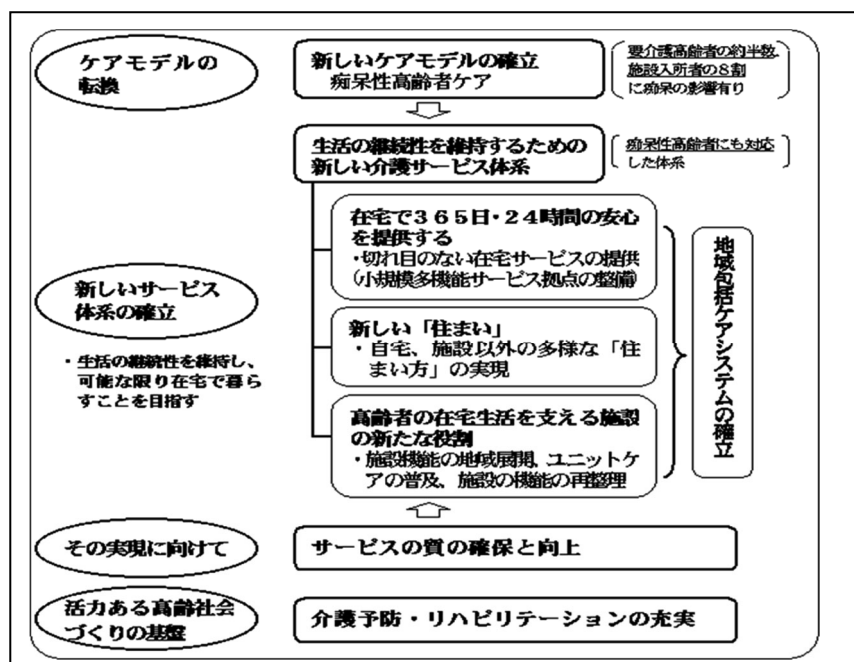 ケアモデルの
転換
新しいケアモデルの確立
痴呆性高齢者ケア
要介護高齢者の約半数、
施設入所者の8割
に痴呆の影響有り
生活の継続性を維持するための
新しい介護サービス体系
痴呆性高齢者にも対応
した体系
新しいサービス
体系の確立
・生活の継続性を維持し、
可能な限り在宅で暮ら
すことを目指す
在宅で365日・24時間の安心
を提供する
・切れ目のない在宅サービスの提供
(小規模多機能サービス拠点の整備)
新しい「住まい」
・自宅、施設以外の多様な「住
まい方」の実現
高齢者の在宅生活を支える施設
の新たな役割
・施設機能の地域展開、ユニットケ
アの普及、施設の機能の再整理
地域包括ケアシステムの確立
その実現に向けて
サービスの質の確保と向上
活力ある高齢社会
づくりの基盤
介護予防・リハビリテーションの充実